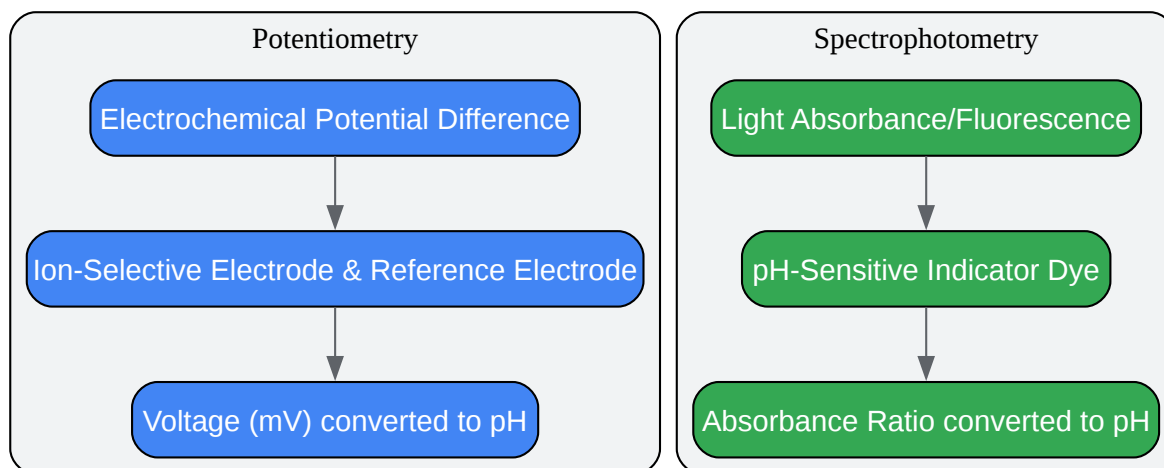 Potentiometry
Electrochemical Potential Difference
Ion-Selective Electrode & Reference Electrode
Voltage (mV) converted to pH
Spectrophotometry
Light Absorbance/Fluorescence
pH-Sensitive Indicator Dye
Absorbance Ratio converted to pH